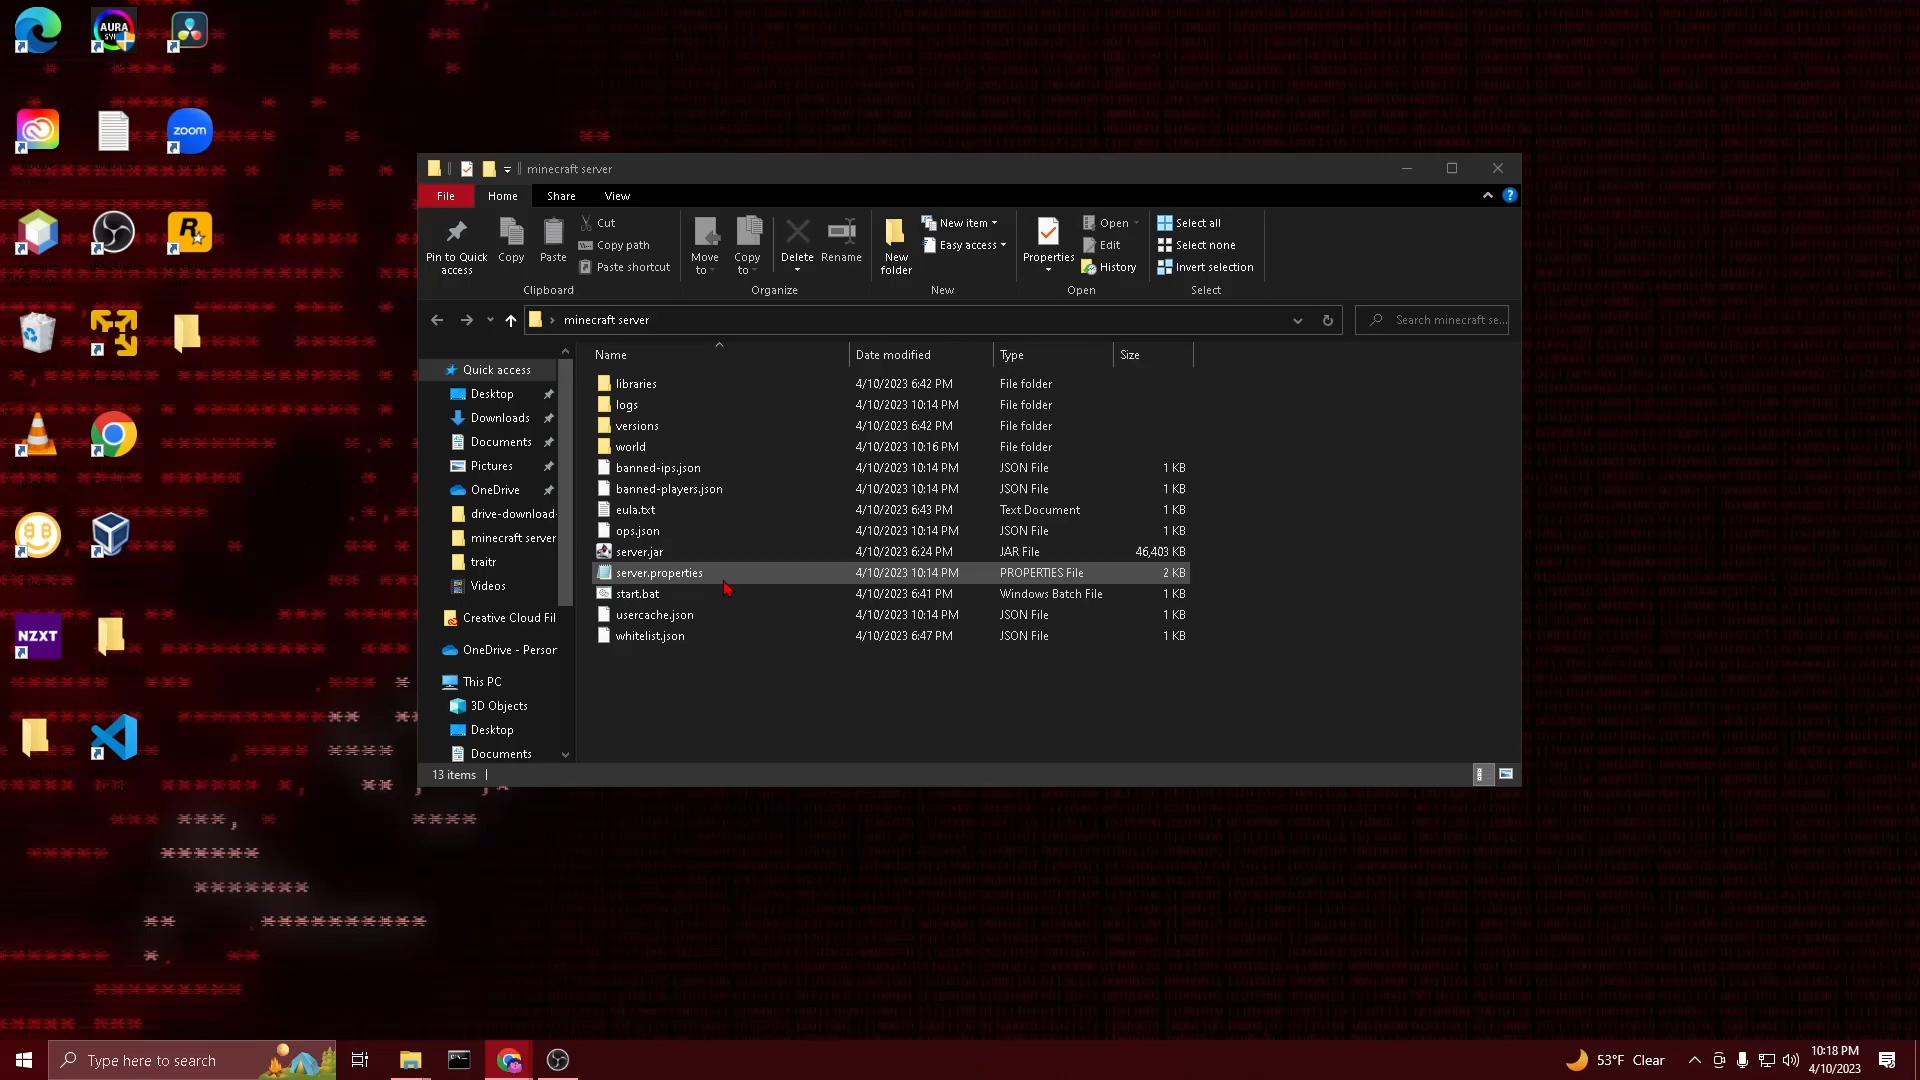 AURA
zoom
NZXT
minecraft server
File
Home
Share
View
Pin to Quick access
Copy
Paste
Cut
Copy path
Paste shortcut
Clipboard
Move to
Copy to
Delete
Rename
Organize
New folder
New item
Easy access
New
Properties
Open
Edit
History
Open
Select all
Select none
Invert selection
Select
minecraft server
Search minecraft se...
Name
Date modified
Type
Size
Quick access
Desktop
Downloads
Documents
Pictures
OneDrive
drive-download-
minecraft server
traitr
Videos
Creative Cloud Fil
OneDrive - Person
This PC
3D Objects
Desktop
Documents
libraries 4/10/2023 6:42 PM File folder
logs 4/10/2023 10:14 PM File folder
versions 4/10/2023 6:42 PM File folder
world 4/10/2023 10:16 PM File folder
banned-ips.json 4/10/2023 10:14 PM JSON File 1 KB
banned-players.json 4/10/2023 10:14 PM JSON File 1 KB
eula.txt 4/10/2023 6:43 PM Text Document 1 KB
ops.json 4/10/2023 10:14 PM JSON File 1 KB
server.jar 4/10/2023 6:24 PM JAR File 46,403 KB
server.properties 4/10/2023 10:14 PM PROPERTIES File 2 KB
start.bat 4/10/2023 6:41 PM Windows Batch File 1 KB
usercache.json 4/10/2023 10:14 PM JSON File 1 KB
whitelist.json 4/10/2023 6:47 PM JSON File 1 KB
13 items
Type here to search
53°F Clear
10:18 PM
4/10/2023